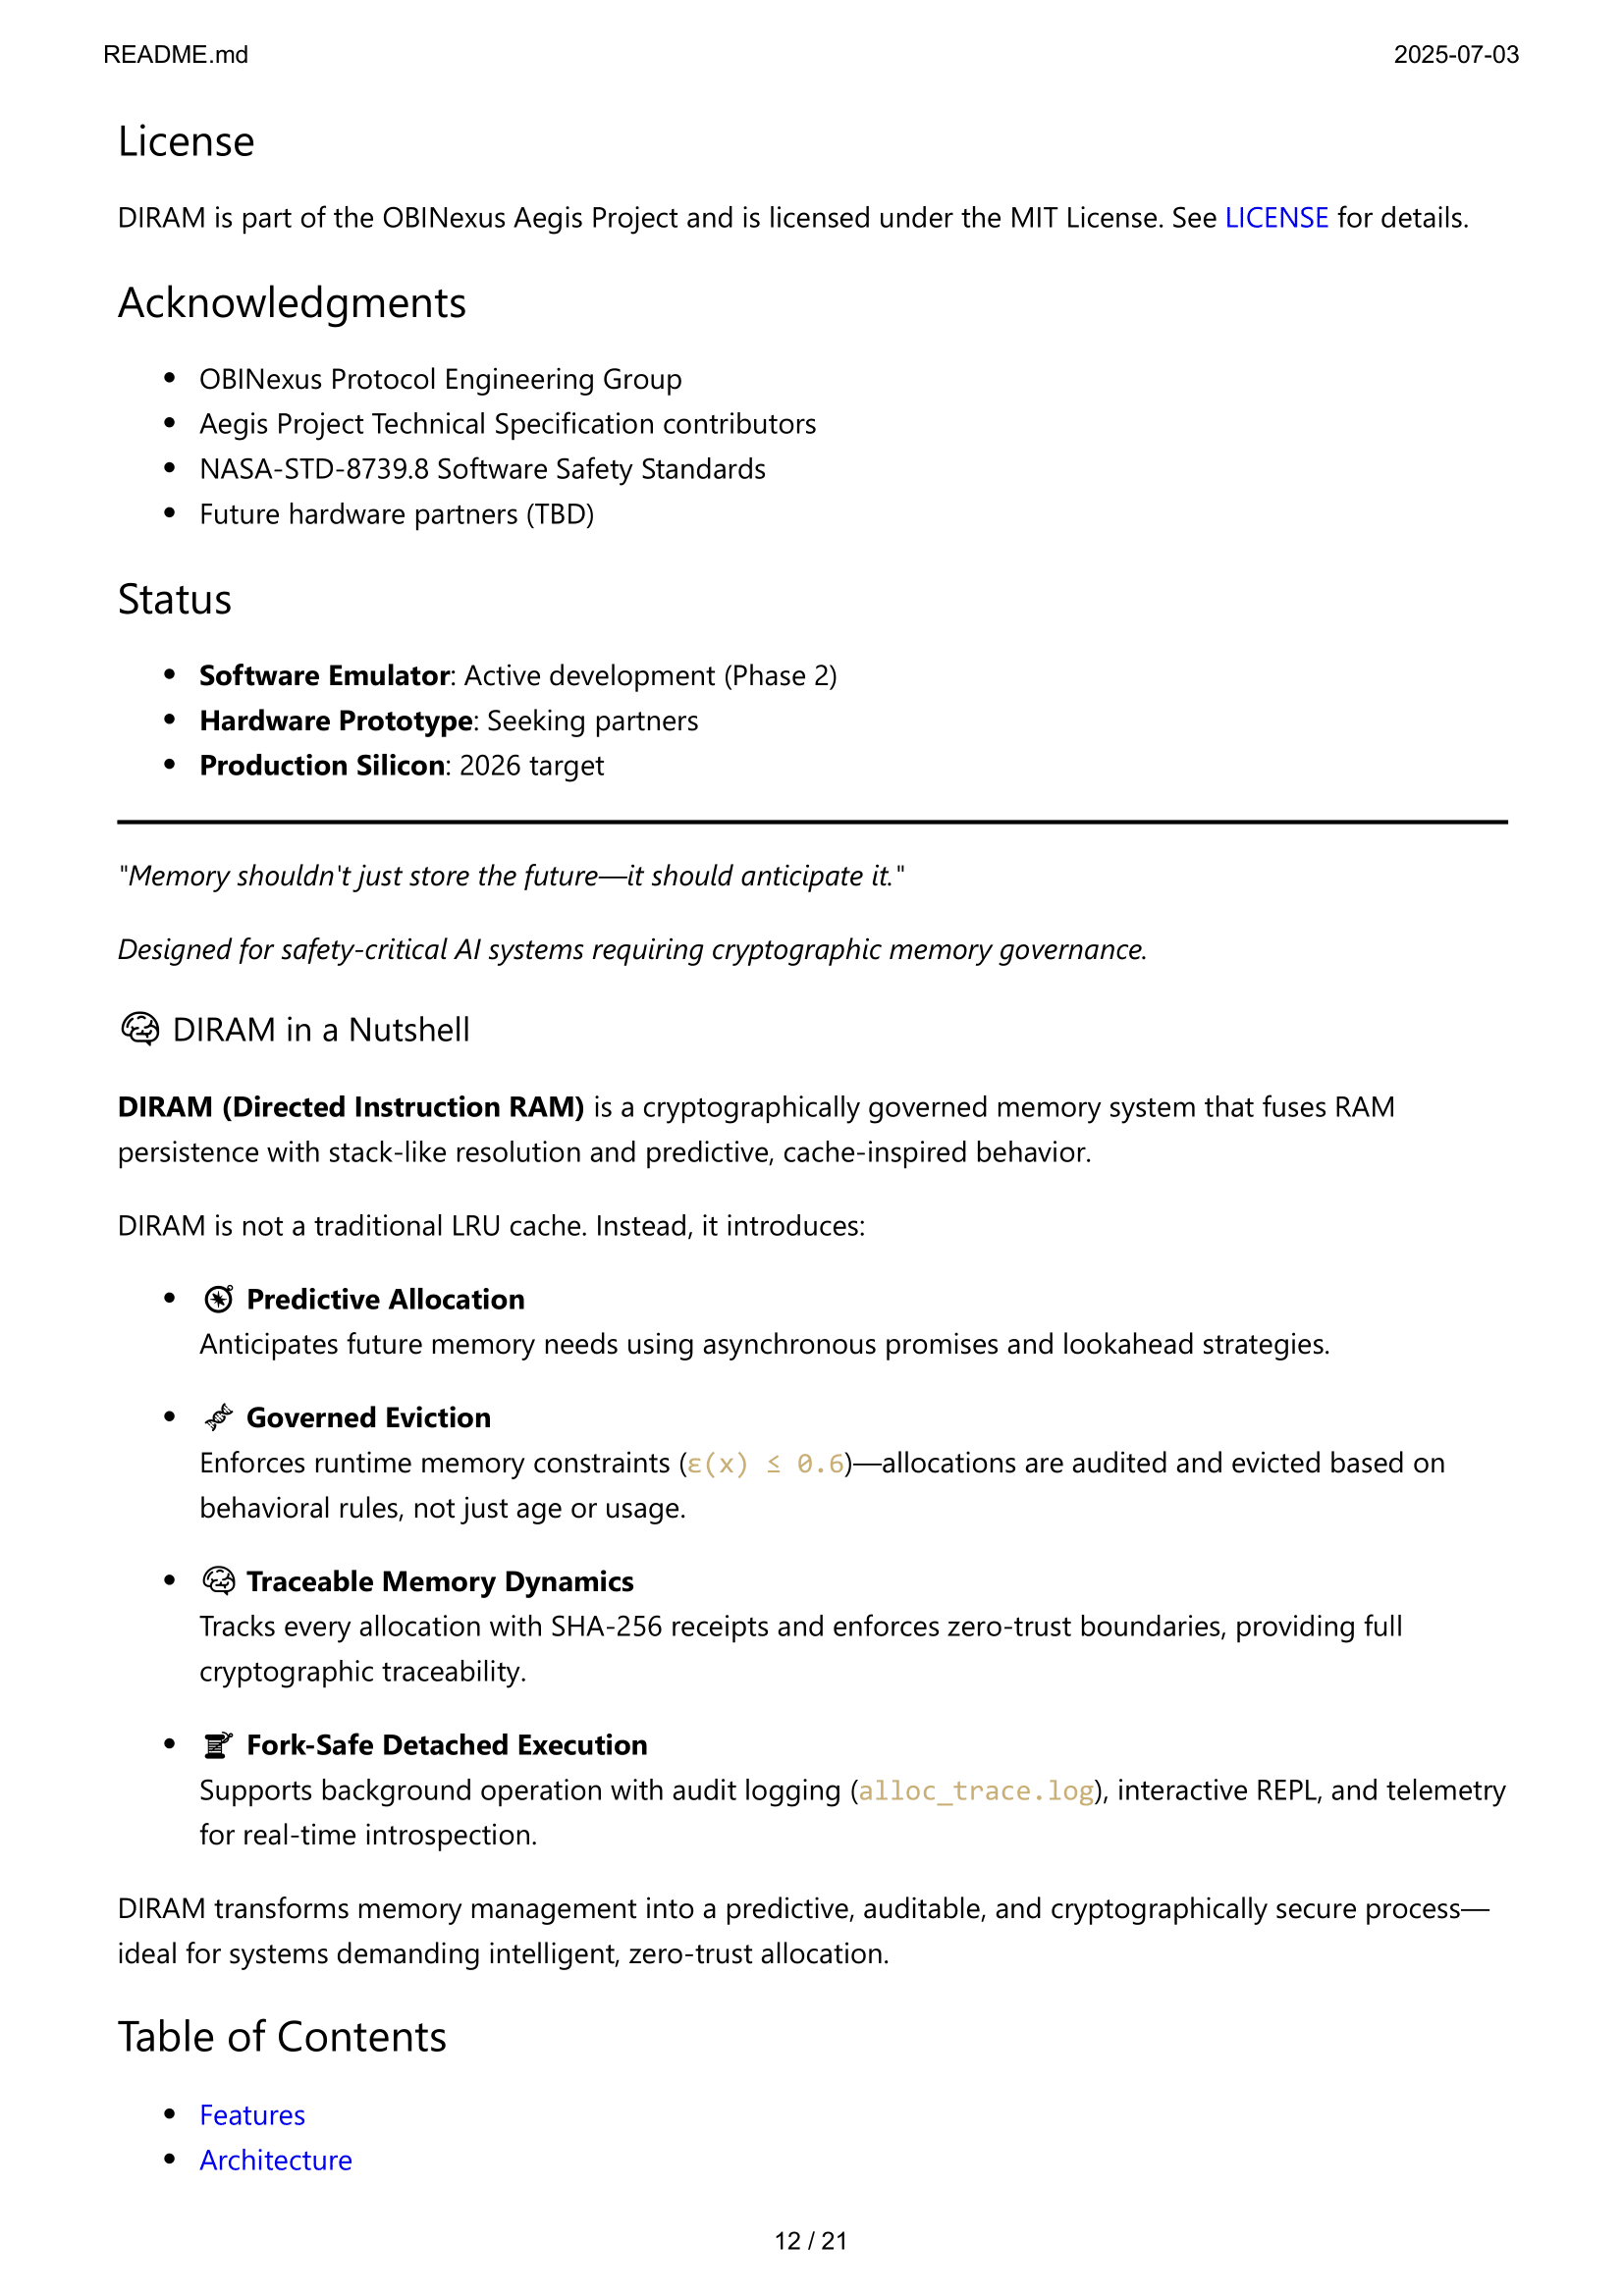 README.md 2025-07-03
License
DIRAM is part of the OBINexus Aegis Project and is licensed under the MIT License. See LICENSE for details.
Acknowledgments
• OBINexus Protocol Engineering Group
• Aegis Project Technical Specification contributors
• NASA-STD-8739.8 Software Safety Standards
• Future hardware partners (TBD)
Status
• Software Emulator: Active development (Phase 2)
• Hardware Prototype: Seeking partners
• Production Silicon: 2026 target
"Memory shouldn't just store the future—it should anticipate it."
Designed for safety-critical AI systems requiring cryptographic memory governance.
🧠 DIRAM in a Nutshell
DIRAM (Directed Instruction RAM) is a cryptographically governed memory system that fuses RAM
persistence with stack-like resolution and predictive, cache-inspired behavior.
DIRAM is not a traditional LRU cache. Instead, it introduces:
• 🧭 Predictive Allocation
Anticipates future memory needs using asynchronous promises and lookahead strategies.
• 🧬 Governed Eviction
Enforces runtime memory constraints (ε(x) ≤ 0.6)—allocations are audited and evicted based on
behavioral rules, not just age or usage.
• 🧠 Traceable Memory Dynamics
Tracks every allocation with SHA-256 receipts and enforces zero-trust boundaries, providing full
cryptographic traceability.
• 📜 Fork-Safe Detached Execution
Supports background operation with audit logging (alloc_trace.log), interactive REPL, and telemetry
for real-time introspection.
DIRAM transforms memory management into a predictive, auditable, and cryptographically secure process—
ideal for systems demanding intelligent, zero-trust allocation.
Table of Contents
• Features
• Architecture
12 / 21